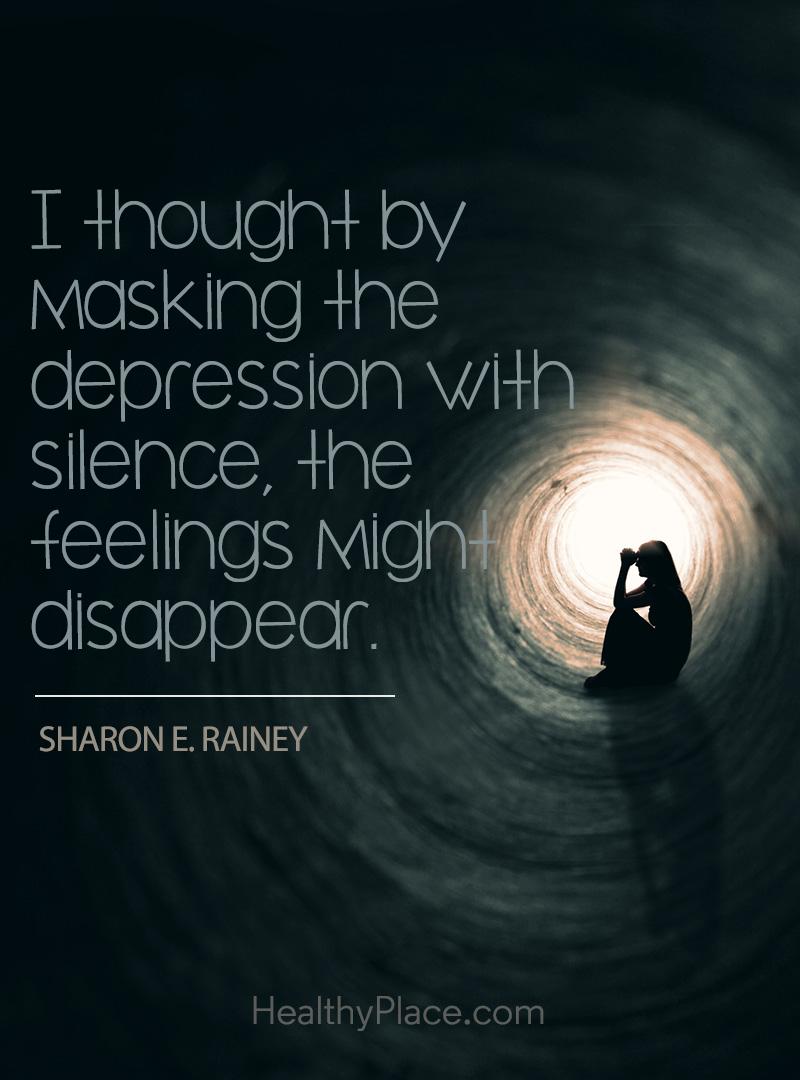 I thought by
masking the
depression with
silence, the
feelings might
disappear.
SHARON E. RAINEY
HealthyPlace.com